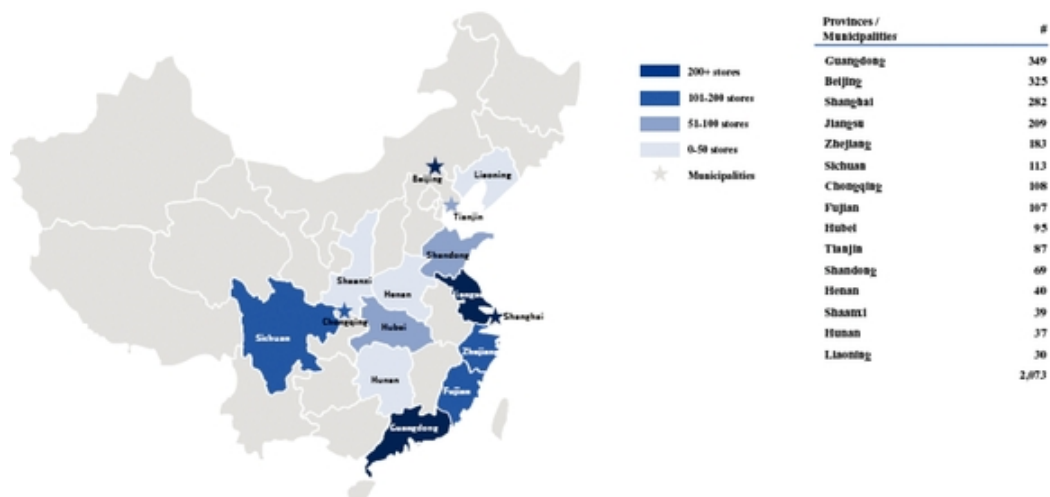 Provinces /
Municipalities #
Guangdong 349
Beijing 325
Shanghai 282
Jiangsu 209
Zhejiang 183
Sichuan 113
Chongqing 108
Fujian 107
Hubei 95
Tianjin 87
Shandong 69
Henan 40
Shaanxi 39
Hunan 37
Liaoning 30
2,073
200+ stores
101-200 stores
51-100 stores
0-50 stores
Municipalities
Beijing
Liaoning
Tianjin
Shandong
Shaanxi
Henan
Jiangsu
Shanghai
Chongqing
Hubei
Sichuan
Zhejiang
Hunan
Fujian
Guangdong